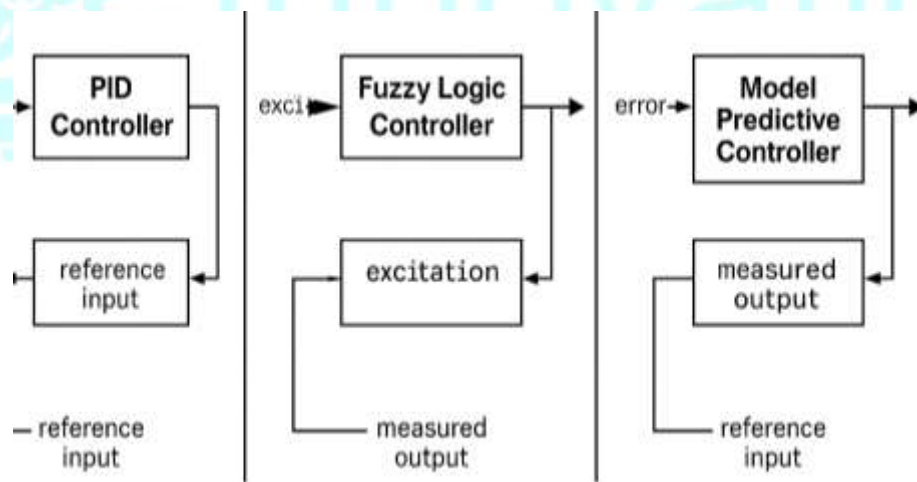 PID
Controller
reference
input
reference
input
exci
Fuzzy Logic
Controller
excitation
measured
output
error
Model
Predictive
Controller
measured
output
reference
input